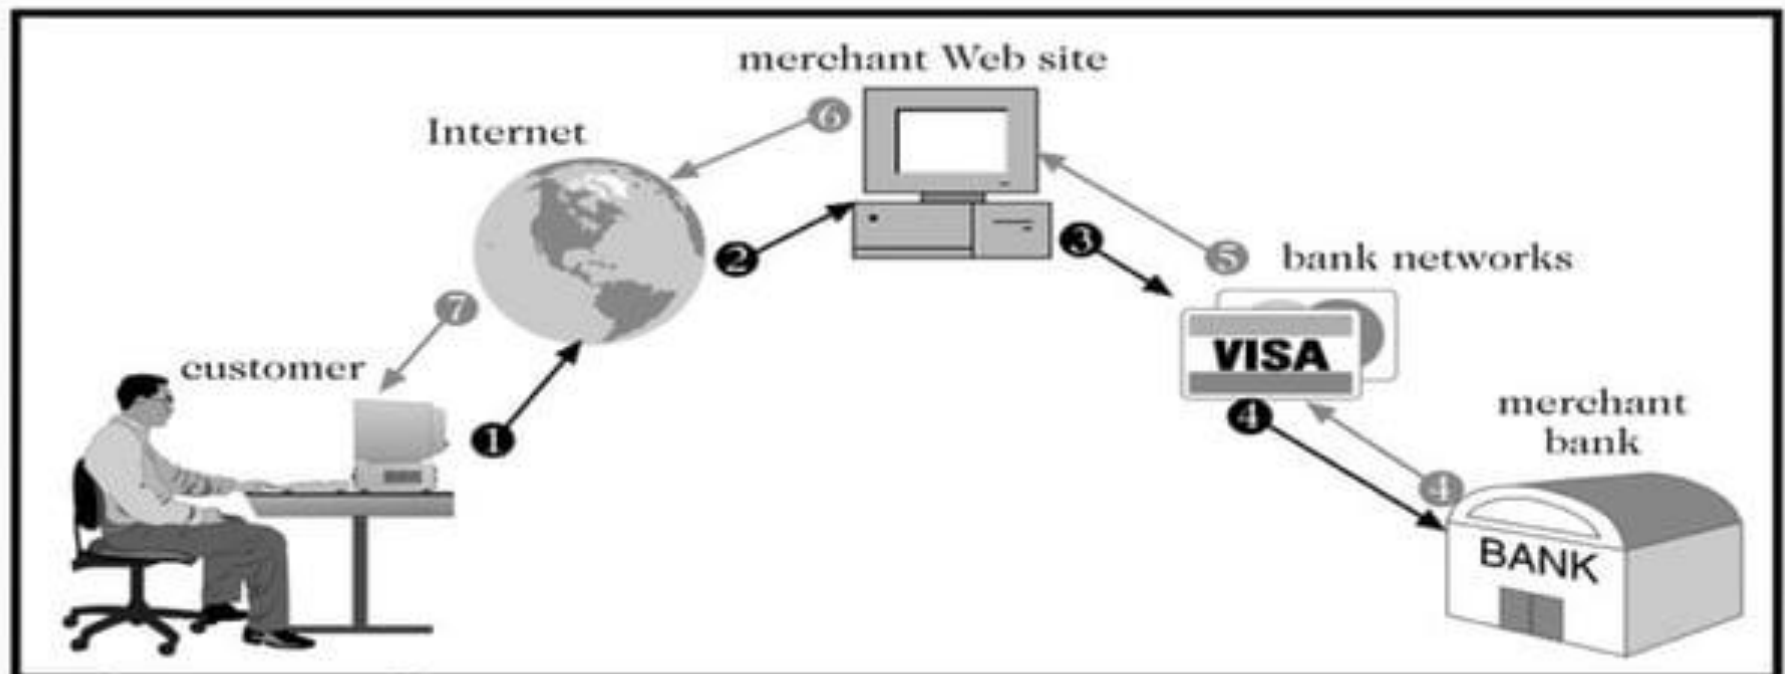 merchant Web site
6
Internet
2
3
5
bank networks
7
VISA
customer
4
merchant
bank
1
4
BANK